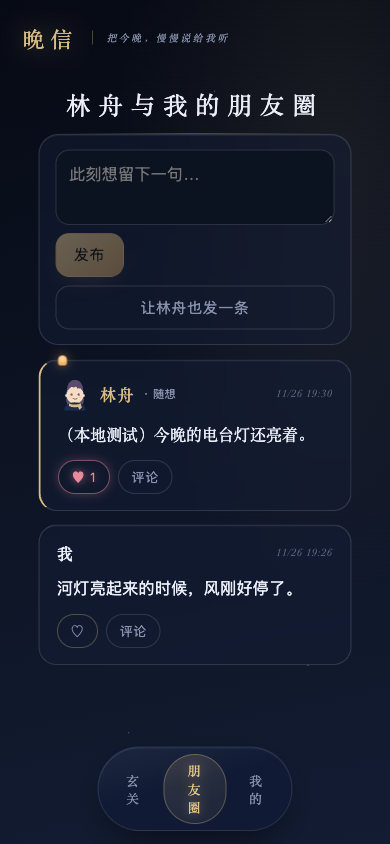 晚信
把今晚，慢慢说给我听
林舟与我的朋友圈
此刻想留下一句...
发布
让林舟也发一条
林舟 · 随想 11/26 19:30
（本地测试）今晚的电台灯还亮着。
1 评论
我 11/26 19:26
河灯亮起来的时候，风刚好停了。
♡ 评论
玄关 朋友圈 我的